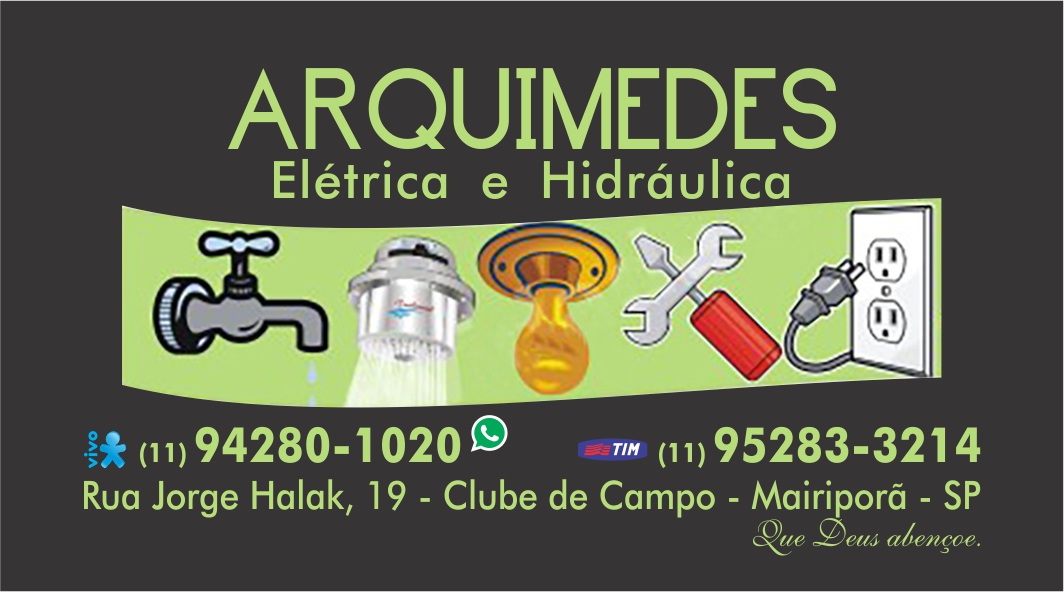 ARQUIMEDES
Elétrica e Hidráulica
vivo (11) 94280-1020 TIM (11) 95283-3214
Rua Jorge Halak, 19 - Clube de Campo - Mairiporã - SP
Que Deus abençoe.